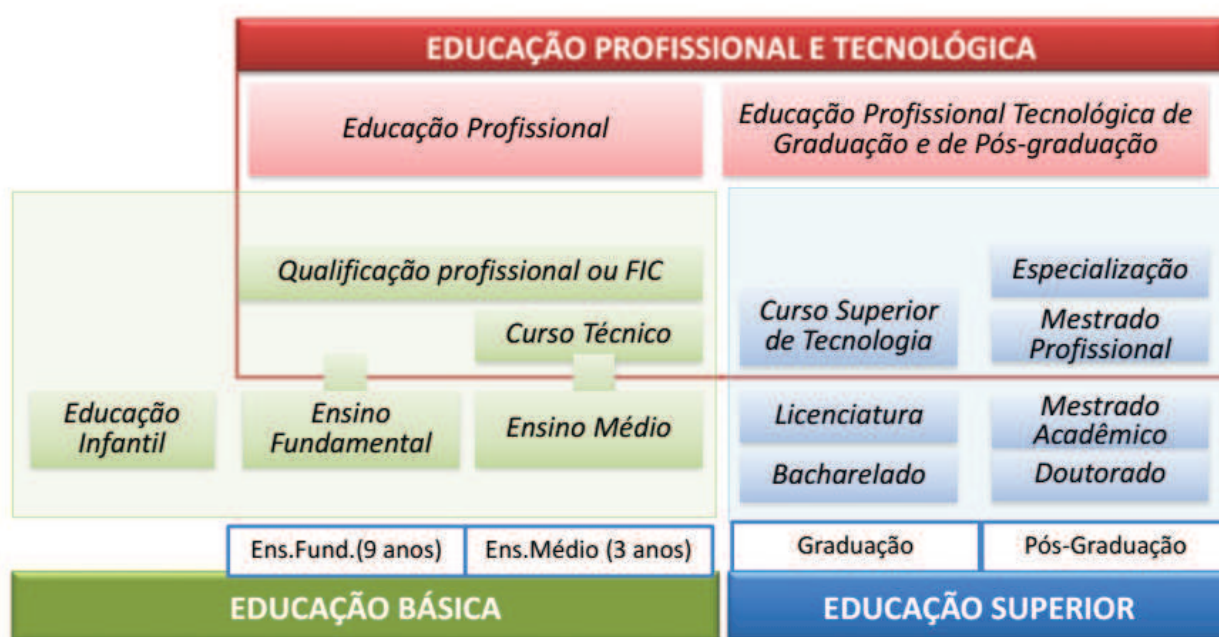 EDUCAÇÃO PROFISSIONAL E TECNOLÓGICA
Educação Profissional
Educação Profissional Tecnológica de
Graduação e de Pós-graduação
Qualificação profissional ou FIC
Curso Técnico
Educação
Infantil
Ensino
Fundamental
Ensino Médio
Curso Superior
de Tecnologia
Especialização
Mestrado
Profissional
Licenciatura
Mestrado
Acadêmico
Bacharelado
Doutorado
Ens.Fund.(9 anos)
Ens.Médio (3 anos)
Graduação
Pós-Graduação
EDUCAÇÃO BÁSICA
EDUCAÇÃO SUPERIOR